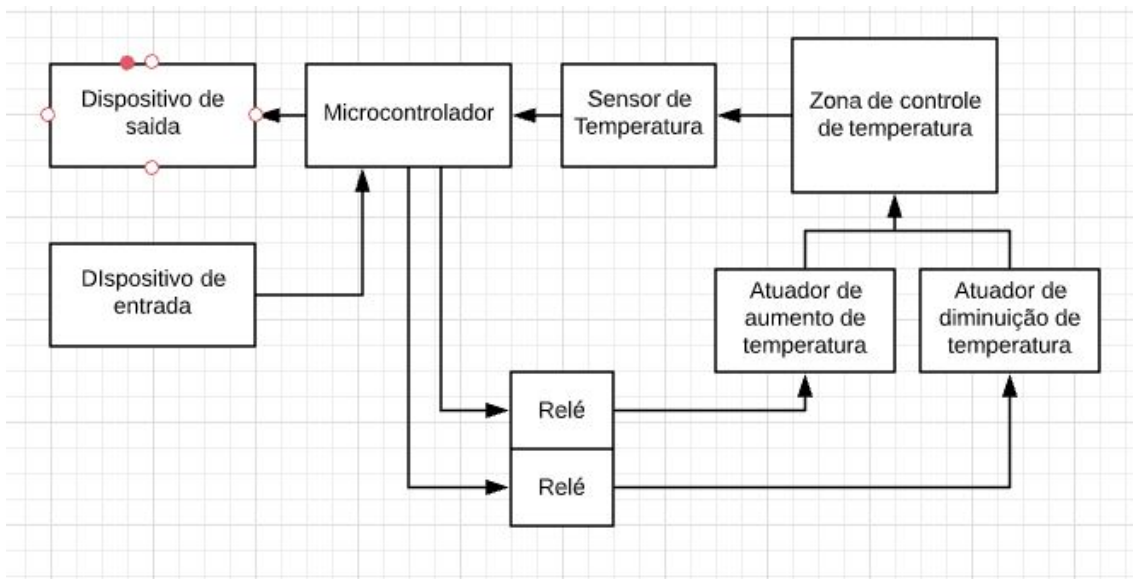 Dispositivo de
saida
Microcontrolador
Sensor de
Temperatura
Zona de controle
de temperatura
DIspositivo de
entrada
Atuador de
aumento de
temperatura
Atuador de
diminuição de
temperatura
Relé
Relé